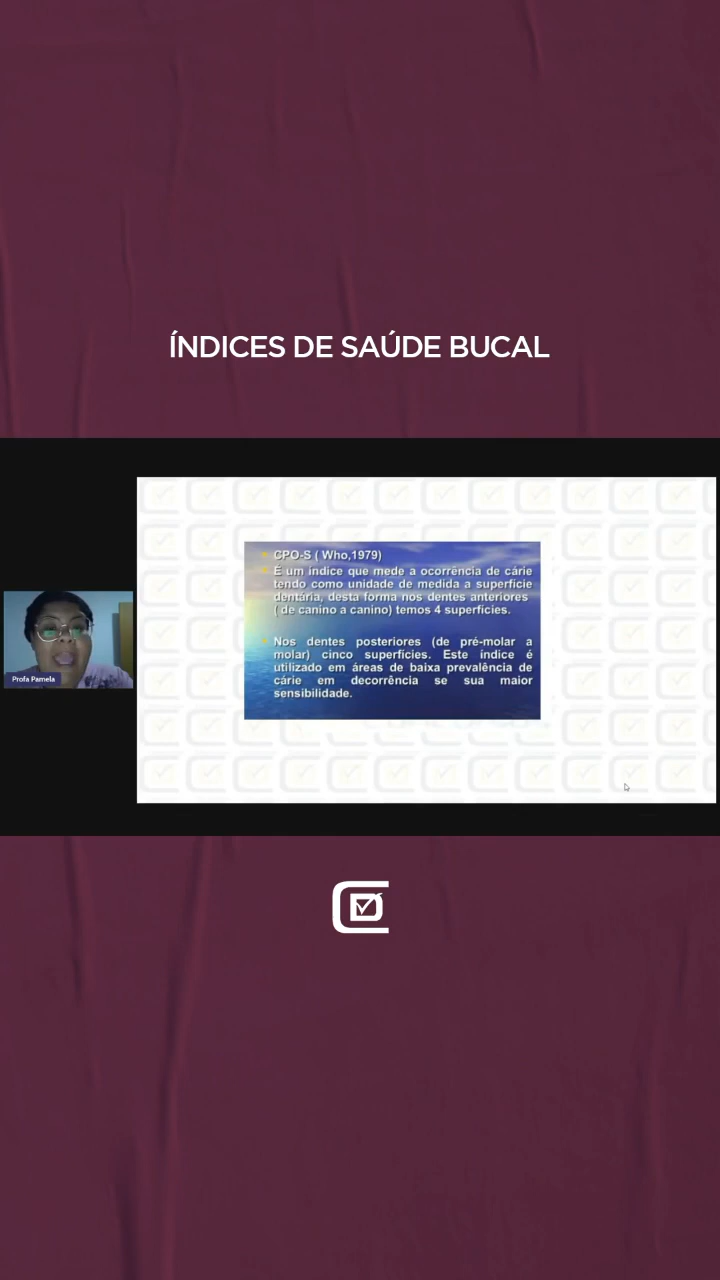 ÍNDICES DE SAÚDE BUCAL
CPO-S ( Who,1979)
É um índice que mede a ocorrência de cárie
tendo como unidade de medida a superfície
dentária, desta forma nos dentes anteriores
( de canino a canino) temos 4 superfícies.
Nos dentes posteriores (de pré-molar a
molar) cinco superfícies. Este índice é
utilizado em áreas de baixa prevalência de
cárie em decorrência se sua maior
sensibilidade.
Profa Pamela